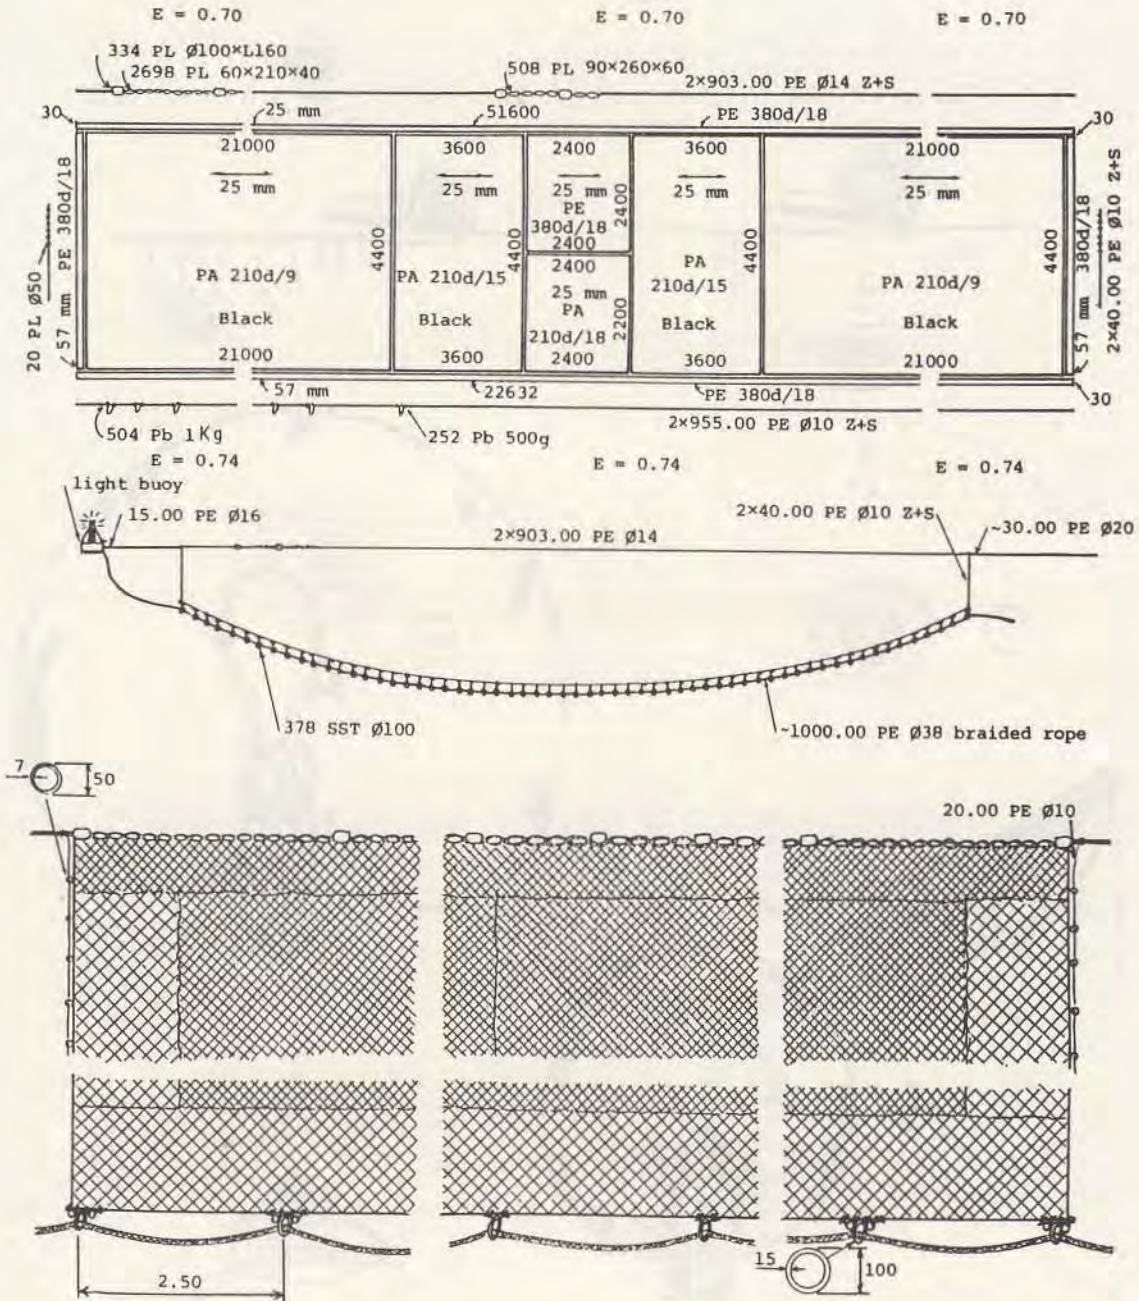 E = 0.70 E = 0.70 E = 0.70
334 PL Ø100×L160
2698 PL 60×210×40
508 PL 90×260×60
2×903.00 PE Ø14 Z+S
30
25 mm
51600
PE 380d/18
30
21000 3600 2400 3600 21000
25 mm 25 mm 25 mm 25 mm 25 mm
PE
380d/18
2400
2400
2400
25 mm
PA
210d/18
2200
2400
4400
4400
4400
4400
PA 210d/9
Black
PA 210d/15
Black
PA
210d/15
Black
PA 210d/9
Black
21000 3600 3600 21000
20 PL Ø50
57 mm PE 380d/18
57 mm 380d/18
2×40.00 PE Ø10 Z+S
57 mm
22632
PE 380d/18
30
504 Pb 1Kg
252 Pb 500g
2×955.00 PE Ø10 Z+S
E = 0.74 E = 0.74 E = 0.74
light buoy
15.00 PE Ø16
2×903.00 PE Ø14
2×40.00 PE Ø10 Z+S
~30.00 PE Ø20
378 SST Ø100
~1000.00 PE Ø38 braided rope
7
50
20.00 PE Ø10
2.50
15
100